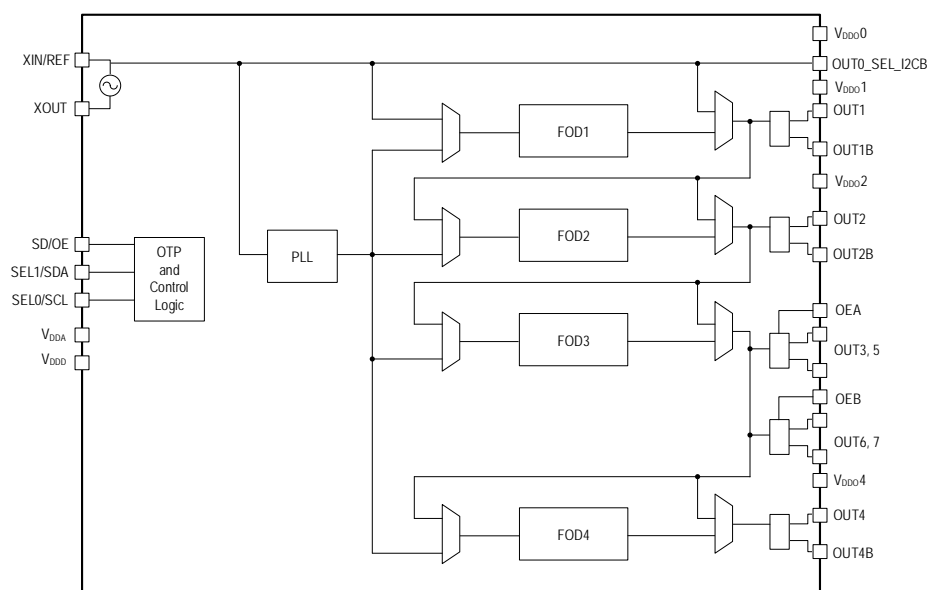 XIN/REF
XOUT
SD/OE
SEL1/SDA
SEL0/SCL
VDDA
VDDD
OTP
and
Control
Logic
PLL
FOD1
FOD2
FOD3
FOD4
VDDO0
OUT0_SEL_I2CB
VDDO1
OUT1
OUT1B
VDDO2
OUT2
OUT2B
OEA
OUT3, 5
OEB
OUT6, 7
VDDO4
OUT4
OUT4B